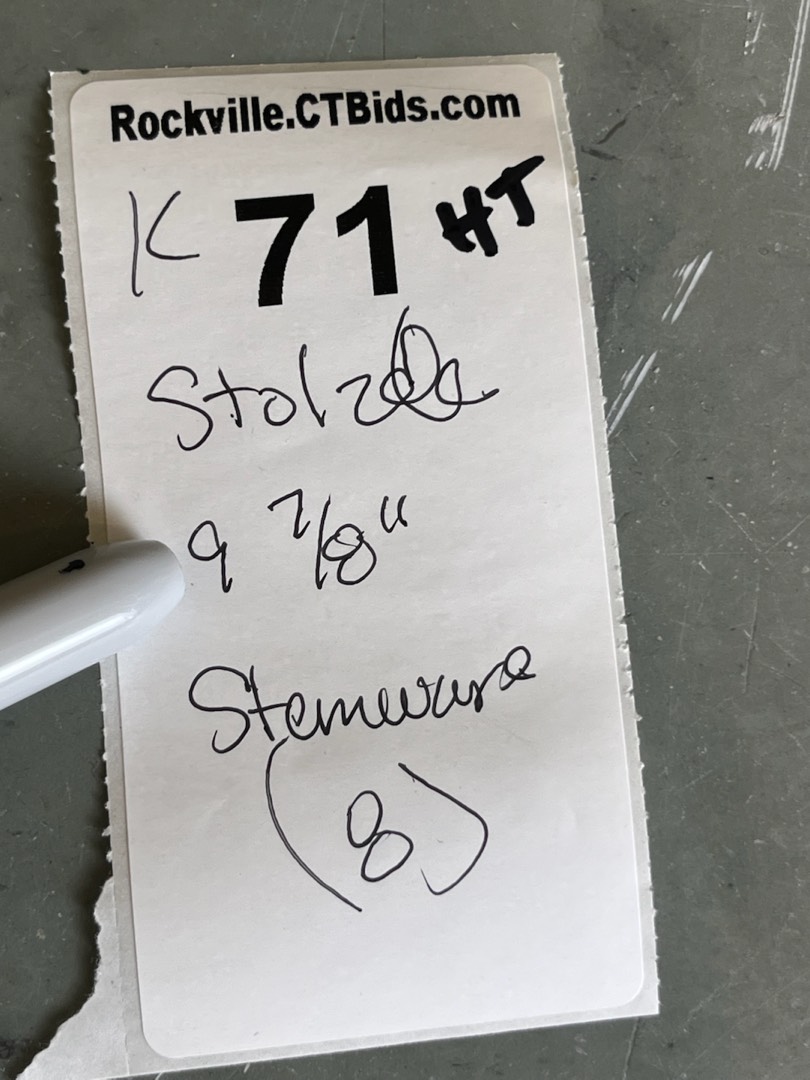 Rockville.CTBids.com
K 71 HT
Stolzle
9 7/8"
Stemware
(8)